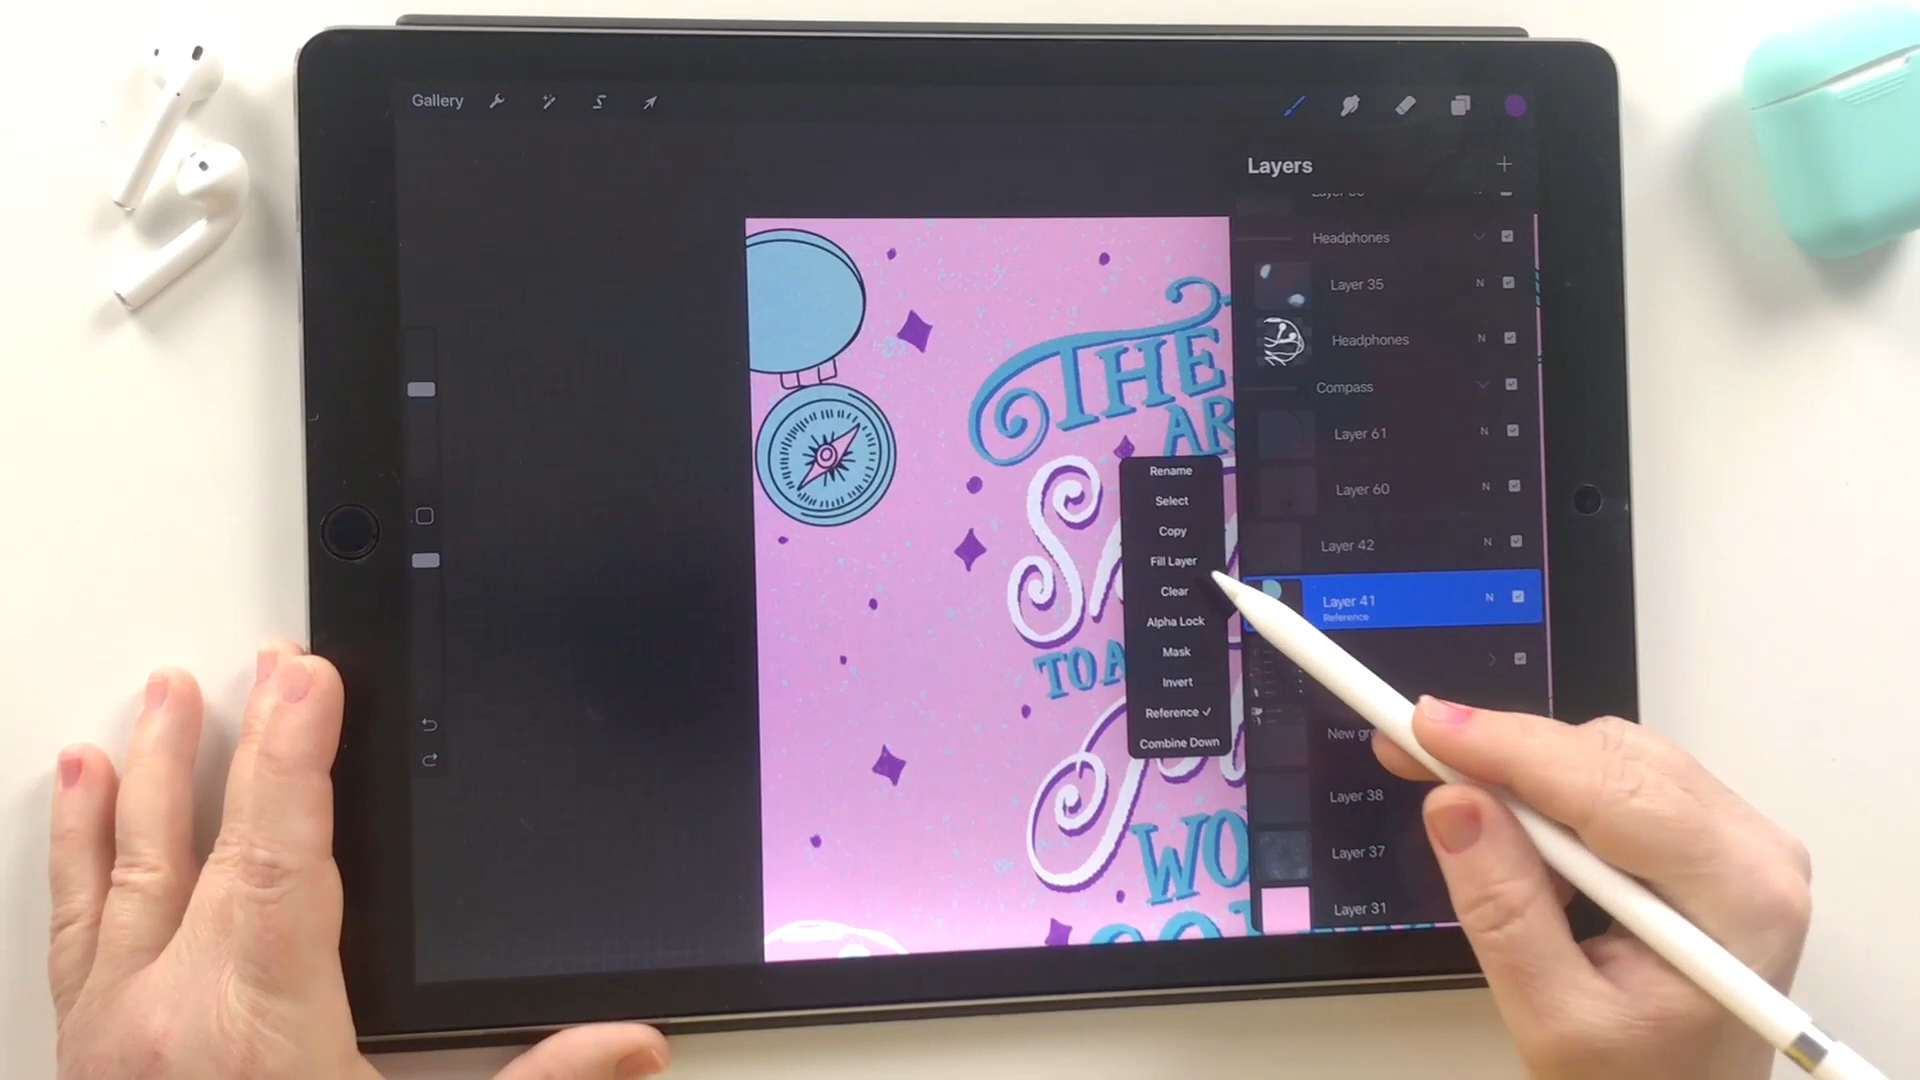 Gallery
Layers
Headphones
Layer 35 N
Headphones N
Compass
Layer 61 N
Layer 60 N
Layer 42 N
Layer 41 N
Reference
New gr
Layer 38
Layer 37
Layer 31
Rename
Select
Copy
Fill Layer
Clear
Alpha Lock
Mask
Invert
Reference
Combine Down
THE
AR
TO A
WO